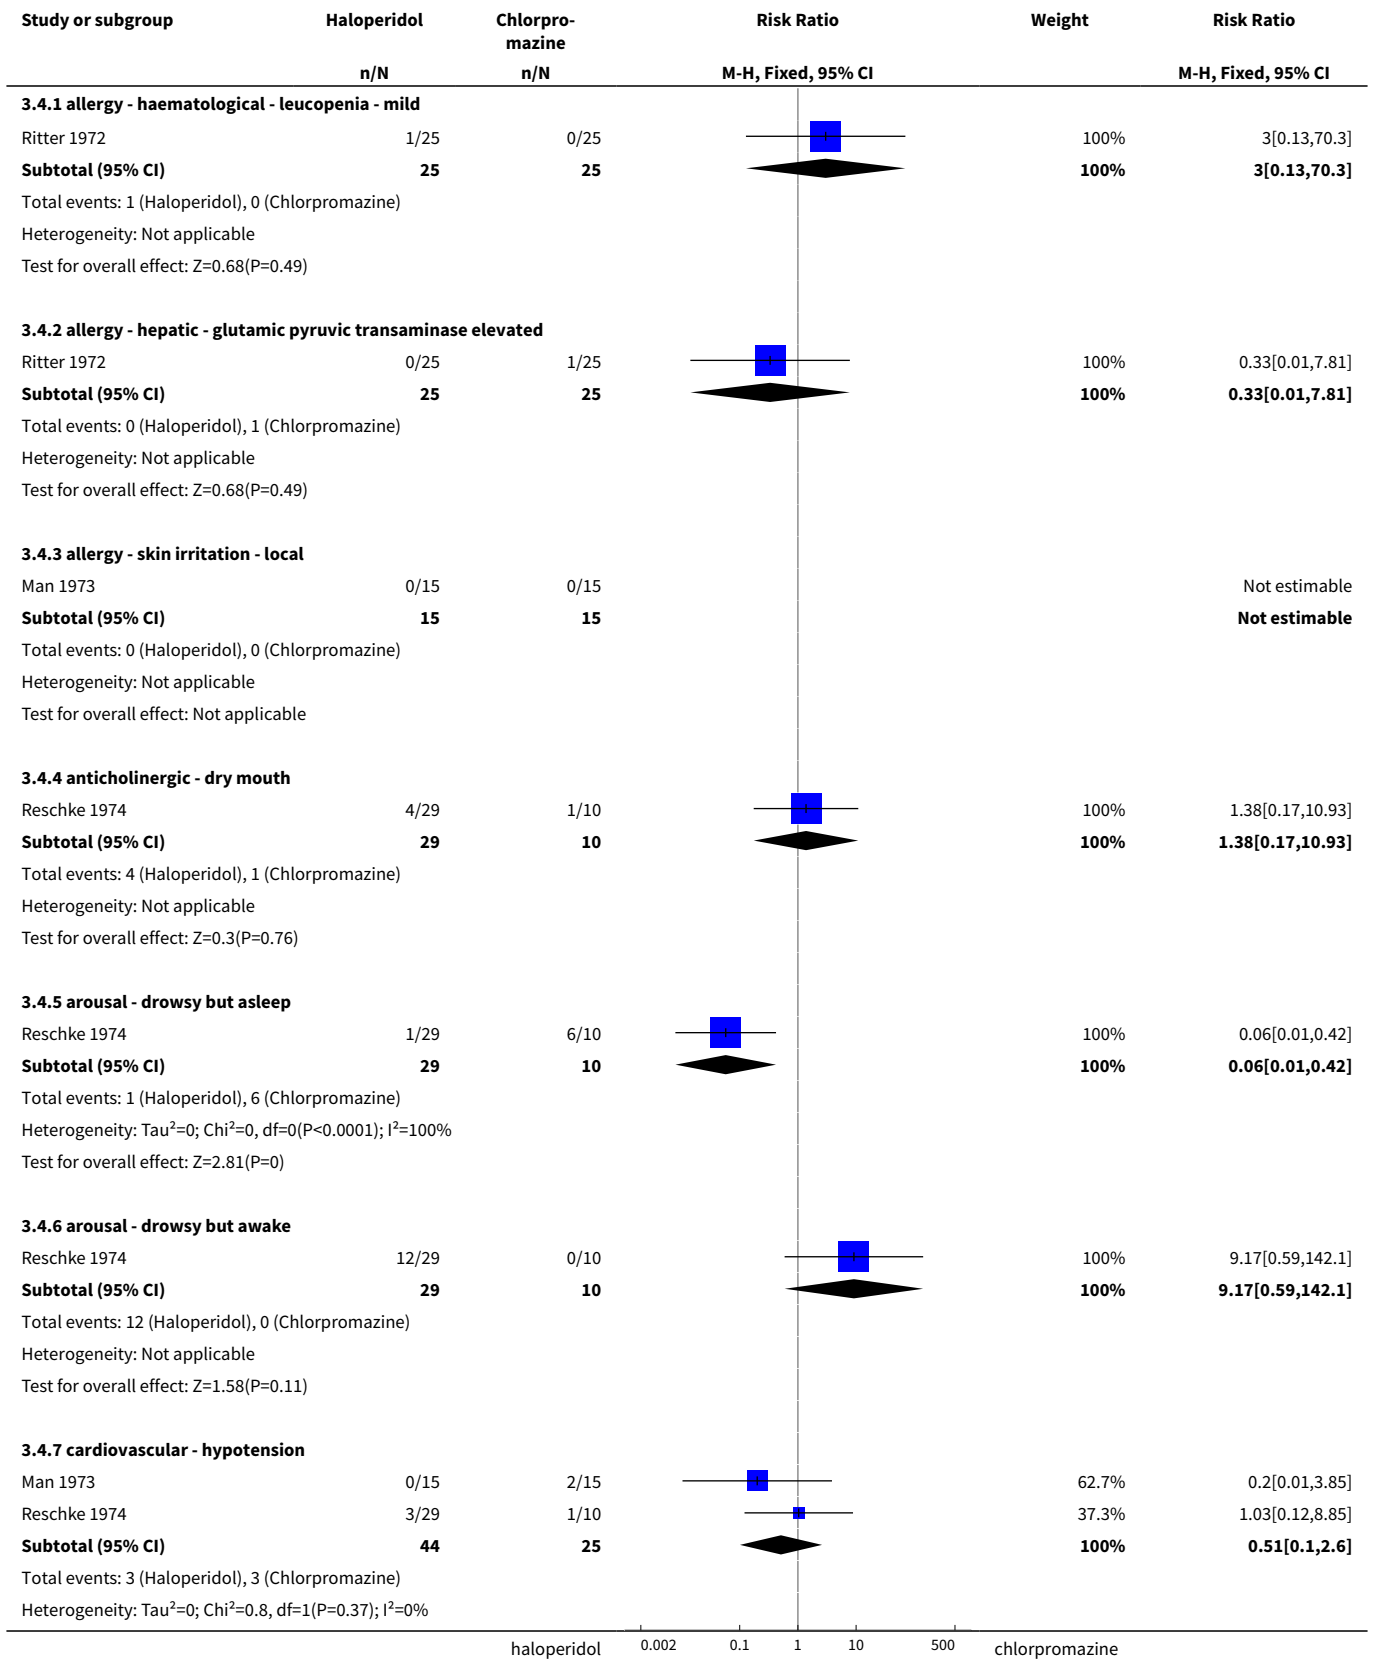 Study or subgroup Haloperidol Chlorpro- Risk Ratio Weight Risk Ratio
mazine
n/N n/N M-H, Fixed, 95% CI M-H, Fixed, 95% CI
3.4.1 allergy - haematological - leucopenia - mild
Ritter 1972 1/25 0/25 100% 3[0.13,70.3]
Subtotal (95% CI) 25 25 100% 3[0.13,70.3]
Total events: 1 (Haloperidol), 0 (Chlorpromazine)
Heterogeneity: Not applicable
Test for overall effect: Z=0.68(P=0.49)
3.4.2 allergy - hepatic - glutamic pyruvic transaminase elevated
Ritter 1972 0/25 1/25 100% 0.33[0.01,7.81]
Subtotal (95% CI) 25 25 100% 0.33[0.01,7.81]
Total events: 0 (Haloperidol), 1 (Chlorpromazine)
Heterogeneity: Not applicable
Test for overall effect: Z=0.68(P=0.49)
3.4.3 allergy - skin irritation - local
Man 1973 0/15 0/15 Not estimable
Subtotal (95% CI) 15 15 Not estimable
Total events: 0 (Haloperidol), 0 (Chlorpromazine)
Heterogeneity: Not applicable
Test for overall effect: Not applicable
3.4.4 anticholinergic - dry mouth
Reschke 1974 4/29 1/10 100% 1.38[0.17,10.93]
Subtotal (95% CI) 29 10 100% 1.38[0.17,10.93]
Total events: 4 (Haloperidol), 1 (Chlorpromazine)
Heterogeneity: Not applicable
Test for overall effect: Z=0.3(P=0.76)
3.4.5 arousal - drowsy but asleep
Reschke 1974 1/29 6/10 100% 0.06[0.01,0.42]
Subtotal (95% CI) 29 10 100% 0.06[0.01,0.42]
Total events: 1 (Haloperidol), 6 (Chlorpromazine)
Heterogeneity: Tau²=0; Chi²=0, df=0(P<0.0001); I²=100%
Test for overall effect: Z=2.81(P=0)
3.4.6 arousal - drowsy but awake
Reschke 1974 12/29 0/10 100% 9.17[0.59,142.1]
Subtotal (95% CI) 29 10 100% 9.17[0.59,142.1]
Total events: 12 (Haloperidol), 0 (Chlorpromazine)
Heterogeneity: Not applicable
Test for overall effect: Z=1.58(P=0.11)
3.4.7 cardiovascular - hypotension
Man 1973 0/15 2/15 62.7% 0.2[0.01,3.85]
Reschke 1974 3/29 1/10 37.3% 1.03[0.12,8.85]
Subtotal (95% CI) 44 25 100% 0.51[0.1,2.6]
Total events: 3 (Haloperidol), 3 (Chlorpromazine)
Heterogeneity: Tau²=0; Chi²=0.8, df=1(P=0.37); I²=0%
haloperidol 0.002 0.1 1 10 500 chlorpromazine